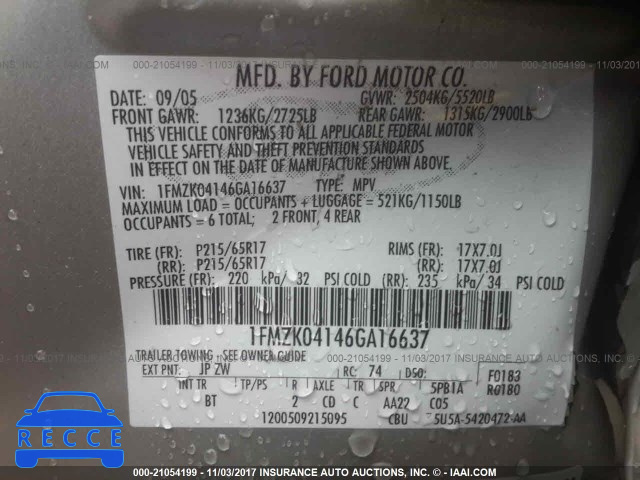 000-21054199 - 11/03/2017 INSURANCE AUTO AUCTIONS - IAAI.COM
MFD. BY FORD MOTOR CO.
DATE: 09/05 GVWR: 2504KG/5520LB
FRONT GAWR: 1236KG/2725LB REAR GAWR: 1315KG/2900LB
THIS VEHICLE CONFORMS TO ALL APPLICABLE FEDERAL MOTOR
VEHICLE SAFETY AND THEFT PREVENTION STANDARDS
IN EFFECT ON THE DATE OF MANUFACTURE SHOWN ABOVE.
VIN: 1FMZK04146GA16637 TYPE: MPV
MAXIMUM LOAD = OCCUPANTS + LUGGAGE = 521KG/1150LB
OCCUPANTS = 6 TOTAL; 2 FRONT, 4 REAR
TIRE (FR): P215/65R17 RIMS (FR): 17X7.0J
(RR): P215/65R17 (RR): 17X7.0J
PRESSURE (FR): 220 kPa/ 32 PSI COLD (RR): 235 kPa/ 34 PSI COLD
1FMZK04146GA16637
TRAILER TOWING - SEE OWNER GUIDE
EXT PNT: JP ZW RC: 74 DSO: F0183
INT TR TP/PS R AXLE TR SPR 5PB1A R0180
BT 2 CD C AA22 COS
1200509215095 CBU 5U5A-5420472-AA
RECCE
000-21054199 - 11/03/2017 INSURANCE AUTO AUCTIONS - IAAI.COM